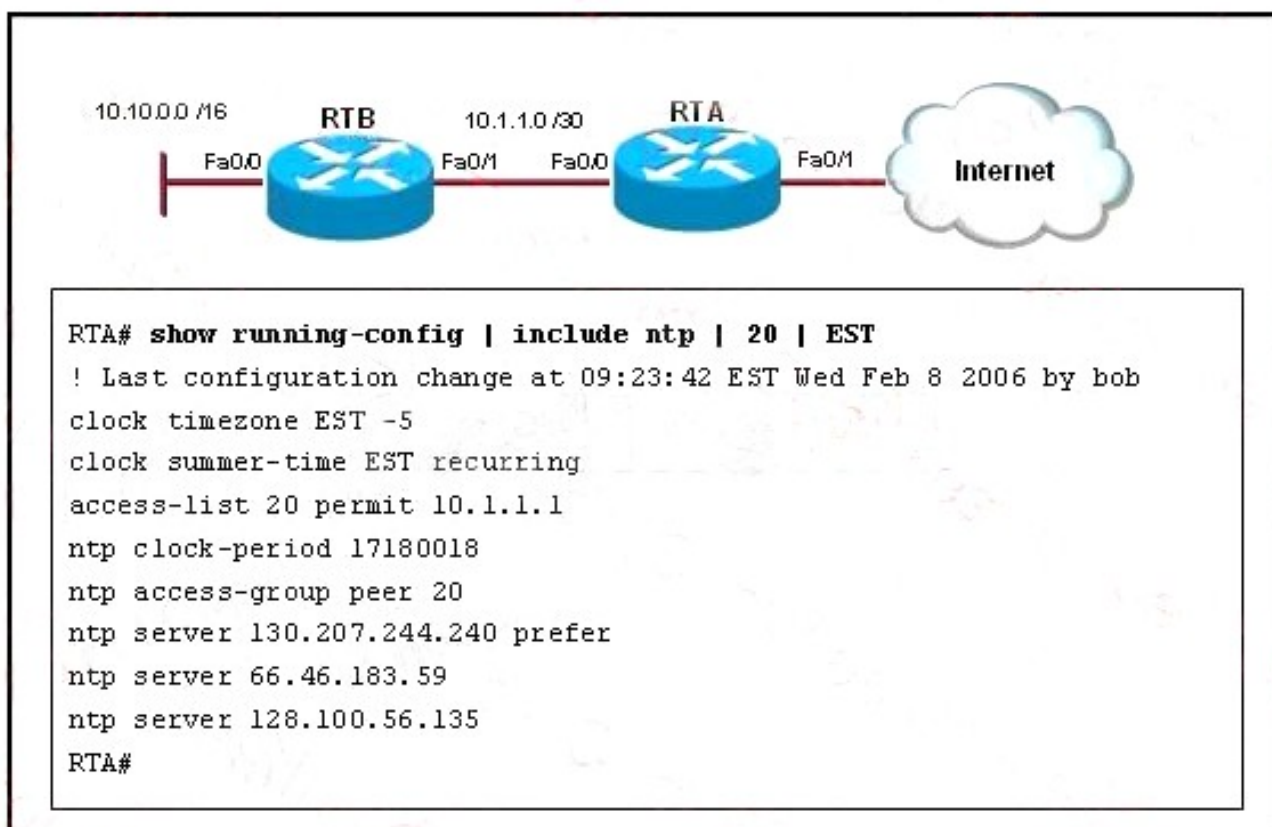 10.10.0.0 /16
RTB
10.1.1.0 /30
RTA
Fa0/0
Fa0/1
Fa0/0
Fa0/1
Internet
RTA# show running-config | include ntp | 20 | EST
! Last configuration change at 09:23:42 EST Wed Feb 8 2006 by bob
clock timezone EST -5
clock summer-time EST recurring
access-list 20 permit 10.1.1.1
ntp clock-period 17180018
ntp access-group peer 20
ntp server 130.207.244.240 prefer
ntp server 66.46.183.59
ntp server 128.100.56.135
RTA#